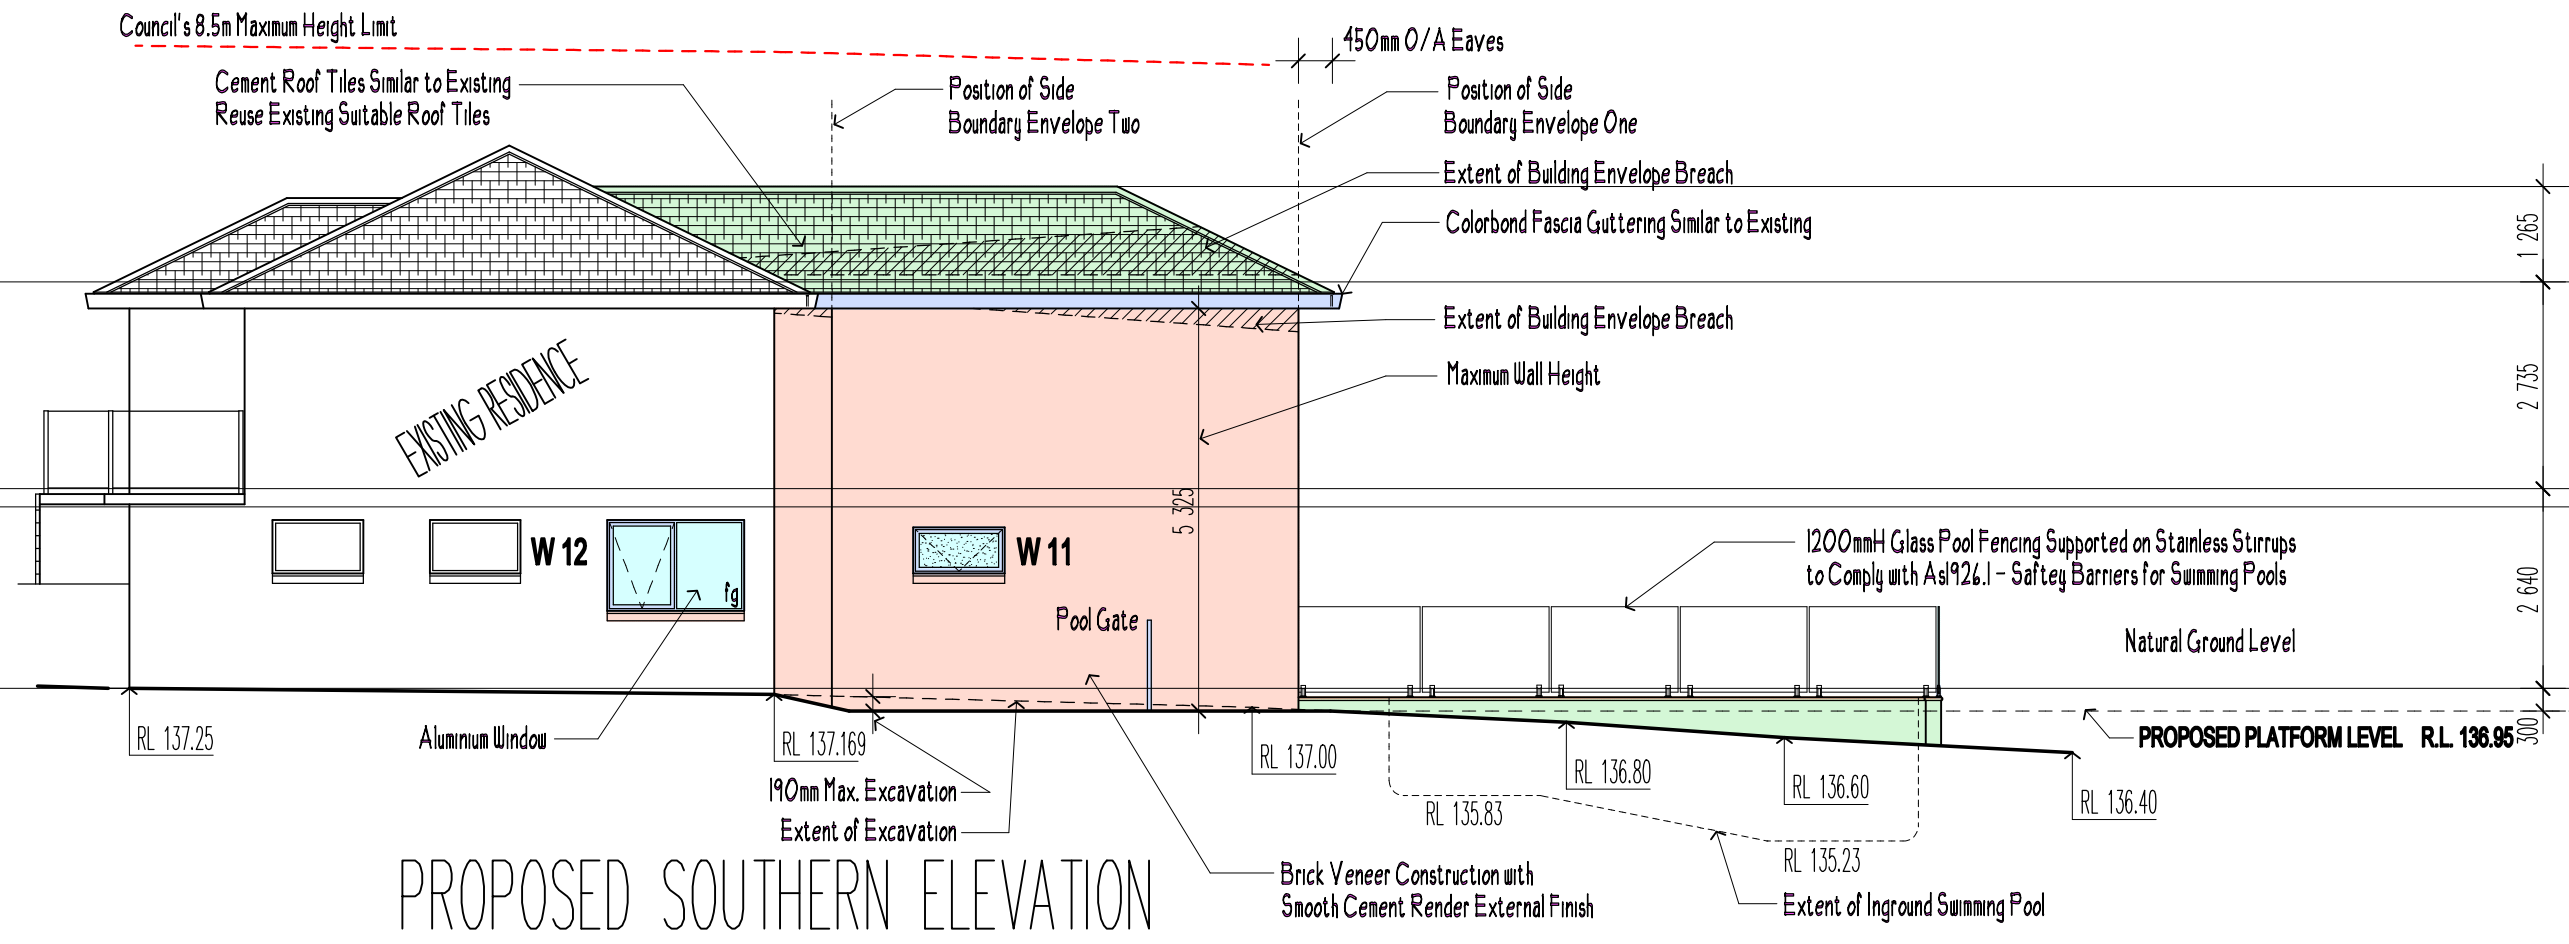 Council's 8.5m Maximum Height Limit
450mm O/A Eaves
Cement Roof Tiles Similar to Existing
Reuse Existing Suitable Roof Tiles
Position of Side
Boundary Envelope Two
Position of Side
Boundary Envelope One
Extent of Building Envelope Breach
Colorbond Fascia Guttering Similar to Existing
1 265
Extent of Building Envelope Breach
Maximum Wall Height
2 735
EXISTING RESIDENCE
5 325
W 12
W 11
fg
1200mmH Glass Pool Fencing Supported on Stainless Stirrups
to Comply with As1926.1 - Saftey Barriers for Swimming Pools
2 640
Pool Gate
Natural Ground Level
RL 137.25
Aluminium Window
RL 137.169
RL 137.00
RL 136.80
RL 136.60
RL 136.40
PROPOSED PLATFORM LEVEL R.L. 136.95
300
190mm Max. Excavation
Extent of Excavation
RL 135.83
RL 135.23
PROPOSED SOUTHERN ELEVATION
Brick Veneer Construction with
Smooth Cement Render External Finish
Extent of Inground Swimming Pool